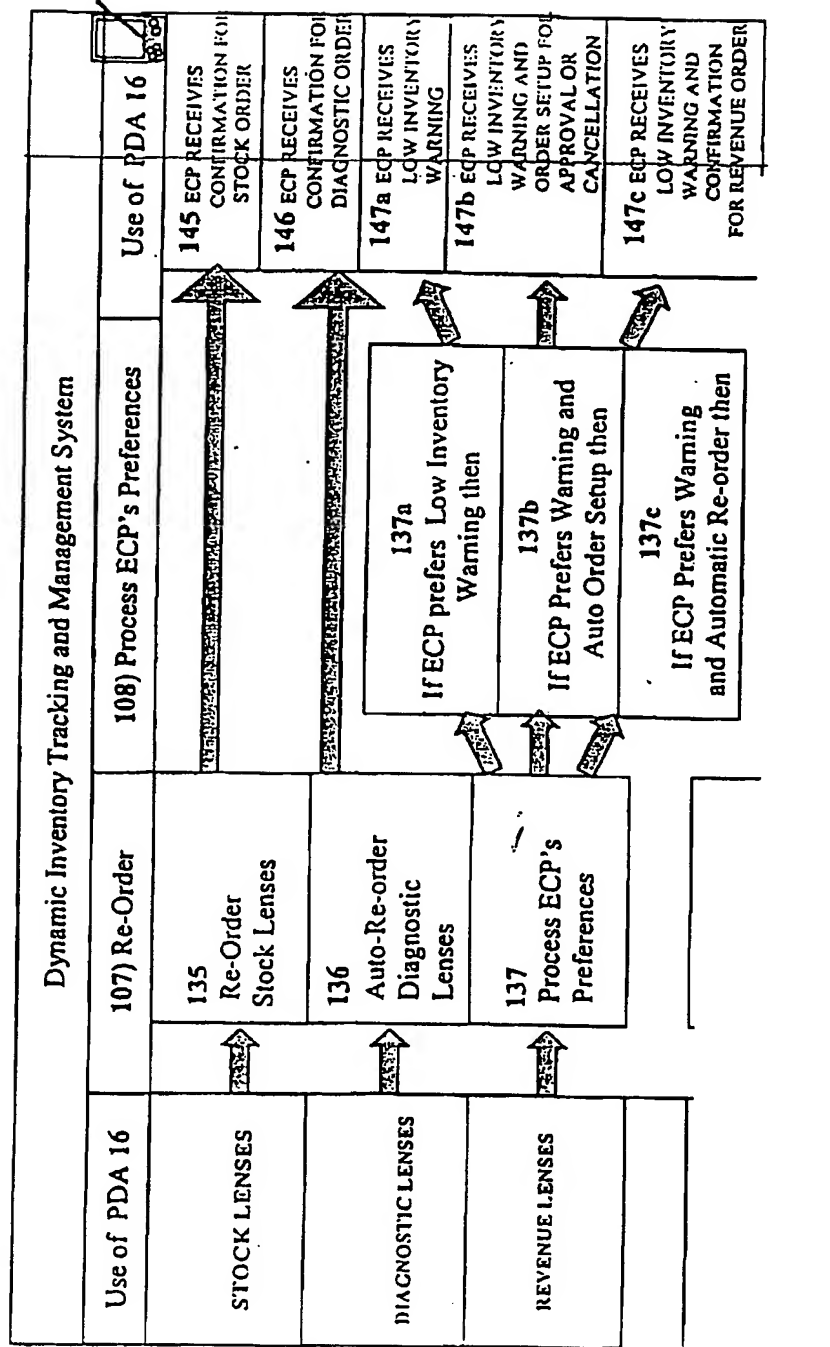 Dynamic Inventory Tracking and Management System
Use of PDA 16
107) Re-Order
108) Process ECP's Preferences
Use of PDA 16
STOCK LENSES
135
Re-Order
Stock Lenses
145 ECP RECEIVES
CONFIRMATION FOR
STOCK ORDER
DIAGNOSTIC LENSES
136
Auto-Re-order
Diagnostic
Lenses
146 ECP RECEIVES
CONFIRMATION FOR
DIAGNOSTIC ORDER
REVENUE LENSES
137
Process ECP's
Preferences
137a
If ECP prefers Low Inventory
Warning then
147a ECP RECEIVES
LOW INVENTORY
WARNING
137b
If ECP Prefers Warning and
Auto Order Setup then
147b ECP RECEIVES
LOW INVENTORY
WARNING AND
ORDER SETUP FOR
APPROVAL OR
CANCELLATION
137c
If ECP Prefers Warning
and Automatic Re-order then
147c ECP RECEIVES
LOW INVENTORY
WARNING AND
CONFIRMATION
FOR REVENUE ORDER